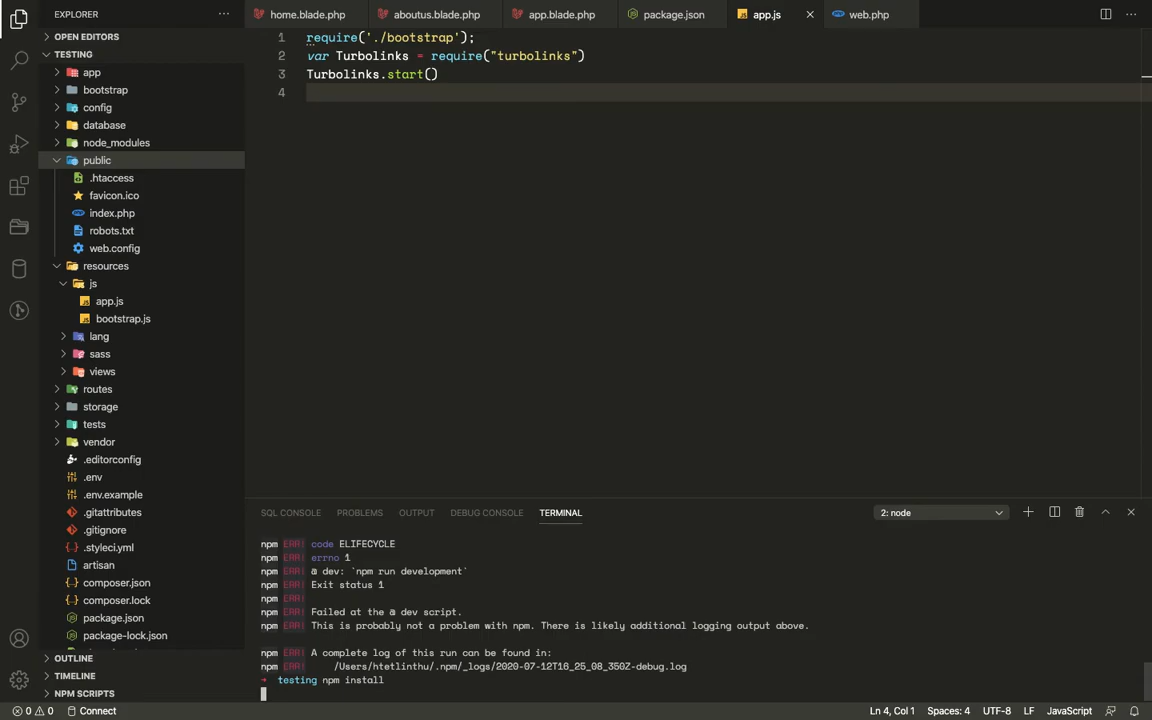 EXPLORER
home.blade.php
aboutus.blade.php
app.blade.php
package.json
app.js
web.php
OPEN EDITORS
TESTING
app
bootstrap
config
database
node_modules
public
.htaccess
favicon.ico
index.php
robots.txt
web.config
resources
js
app.js
bootstrap.js
lang
sass
views
routes
storage
tests
vendor
.editorconfig
.env
.env.example
.gitattributes
.gitignore
.styleci.yml
artisan
composer.json
composer.lock
package.json
package-lock.json
OUTLINE
TIMELINE
NPM SCRIPTS
1 require('./bootstrap');
2 var Turbolinks = require("turbolinks")
3 Turbolinks.start()
4
SQL CONSOLE PROBLEMS OUTPUT DEBUG CONSOLE TERMINAL 2: node
npm ERR! code ELIFECYCLE
npm ERR! errno 1
npm ERR! @ dev: `npm run development`
npm ERR! Exit status 1
npm ERR!
npm ERR! Failed at the @ dev script.
npm ERR! This is probably not a problem with npm. There is likely additional logging output above.
npm ERR! A complete log of this run can be found in:
npm ERR! /Users/htetlinthu/.npm/_logs/2020-07-12T16_25_08_350Z-debug.log
➜ testing npm install
0 0 Connect Ln 4, Col 1 Spaces: 4 UTF-8 LF JavaScript